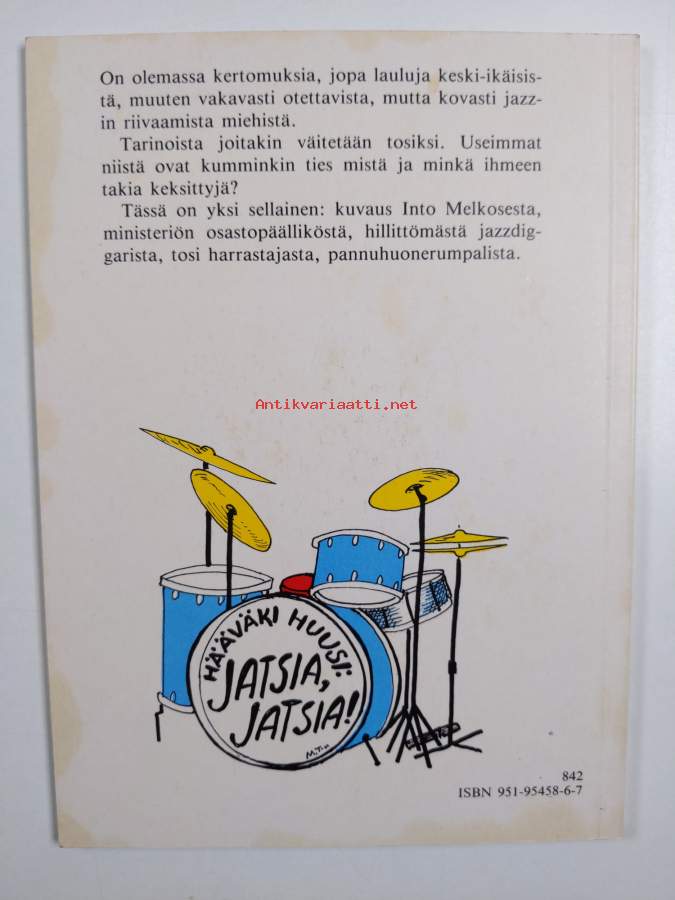 On olemassa kertomuksia, jopa lauluja keski-ikäisis-
tä, muuten vakavasti otettavista, mutta kovasti jazz-
in riivaamista miehistä.
Tarinoista joitakin väitetään tosiksi. Useimmat
niistä ovat kumminkin ties mistä ja minkä ihmeen
takia keksittyjä?
Tässä on yksi sellainen: kuvaus Into Melkosesta,
ministeriön osastopäälliköstä, hillittömästä jazzdig-
garista, tosi harrastajasta, pannuhuonerumpalista.
Antikvariaatti.net
HÄÄVÄKI HUUSI:
JATSIA,
JATSIA!
842
ISBN 951-95458-6-7